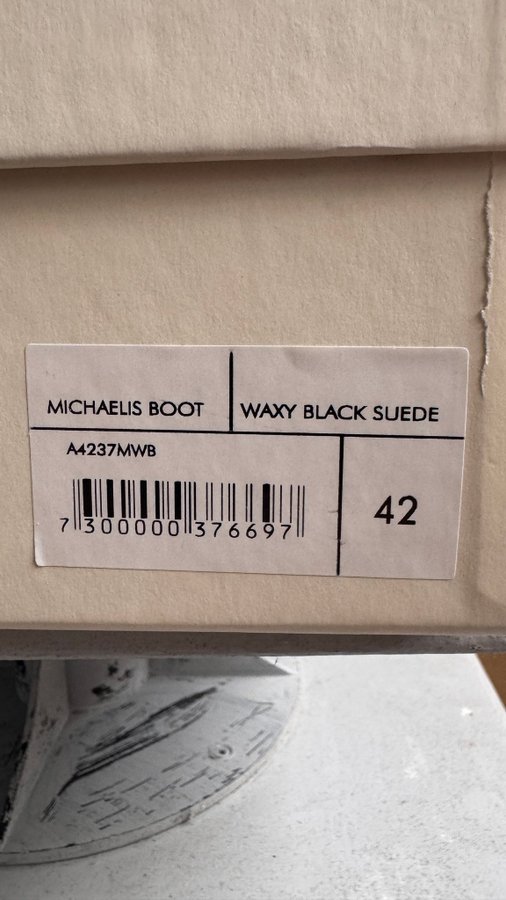 MICHAELIS BOOT
WAXY BLACK SUEDE
A4237MWB
7 300000 376697
42